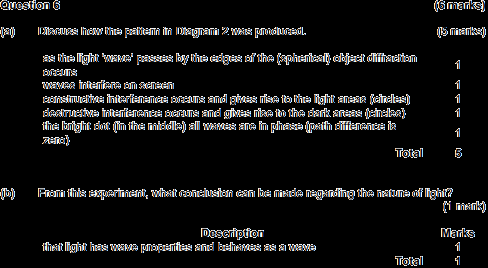 Question 6 (6 marks)
(a) Discuss how the pattern in Diagram 2 was produced. (5 marks)
as the light 'wave' passes by the edges of the (spherical) object diffraction
occurs 1
waves interfere on screen 1
constructive interference occurs and gives rise to the light areas (circles) 1
destructive interference occurs and gives rise to the dark areas (circles) 1
the bright dot (in the middle) all waves are in phase (path difference is
zero) 1
Total 5
(b) From this experiment, what conclusion can be made regarding the nature of light?
(1 mark)
Description Marks
that light has wave properties and behaves as a wave 1
Total 1